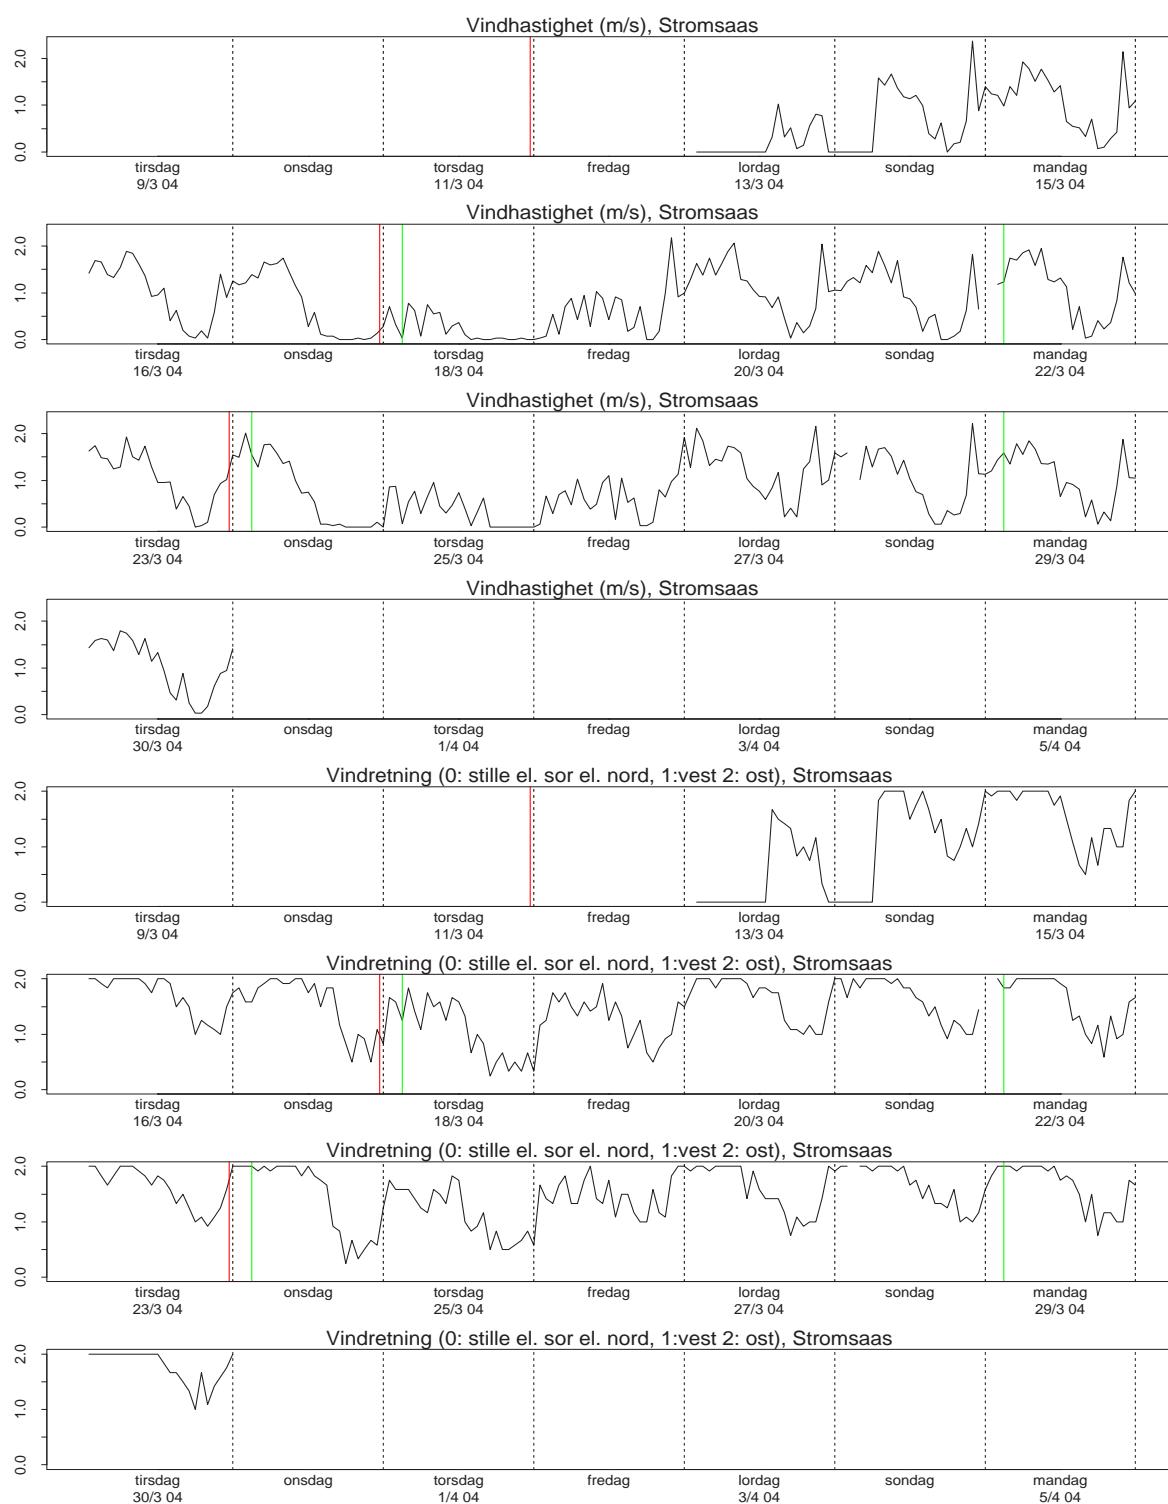 Vindhastighet (m/s), Stromsaas
0.0 1.0 2.0
tirsdag onsdag torsdag fredag lordag sondag mandag
9/3 04 11/3 04 13/3 04 15/3 04
Vindhastighet (m/s), Stromsaas
0.0 1.0 2.0
tirsdag onsdag torsdag fredag lordag sondag mandag
16/3 04 18/3 04 20/3 04 22/3 04
Vindhastighet (m/s), Stromsaas
0.0 1.0 2.0
tirsdag onsdag torsdag fredag lordag sondag mandag
23/3 04 25/3 04 27/3 04 29/3 04
Vindhastighet (m/s), Stromsaas
0.0 1.0 2.0
tirsdag onsdag torsdag fredag lordag sondag mandag
30/3 04 1/4 04 3/4 04 5/4 04
Vindretning (0: stille el. sor el. nord, 1:vest 2: ost), Stromsaas
0.0 1.0 2.0
tirsdag onsdag torsdag fredag lordag sondag mandag
9/3 04 11/3 04 13/3 04 15/3 04
Vindretning (0: stille el. sor el. nord, 1:vest 2: ost), Stromsaas
0.0 1.0 2.0
tirsdag onsdag torsdag fredag lordag sondag mandag
16/3 04 18/3 04 20/3 04 22/3 04
Vindretning (0: stille el. sor el. nord, 1:vest 2: ost), Stromsaas
0.0 1.0 2.0
tirsdag onsdag torsdag fredag lordag sondag mandag
23/3 04 25/3 04 27/3 04 29/3 04
Vindretning (0: stille el. sor el. nord, 1:vest 2: ost), Stromsaas
0.0 1.0 2.0
tirsdag onsdag torsdag fredag lordag sondag mandag
30/3 04 1/4 04 3/4 04 5/4 04